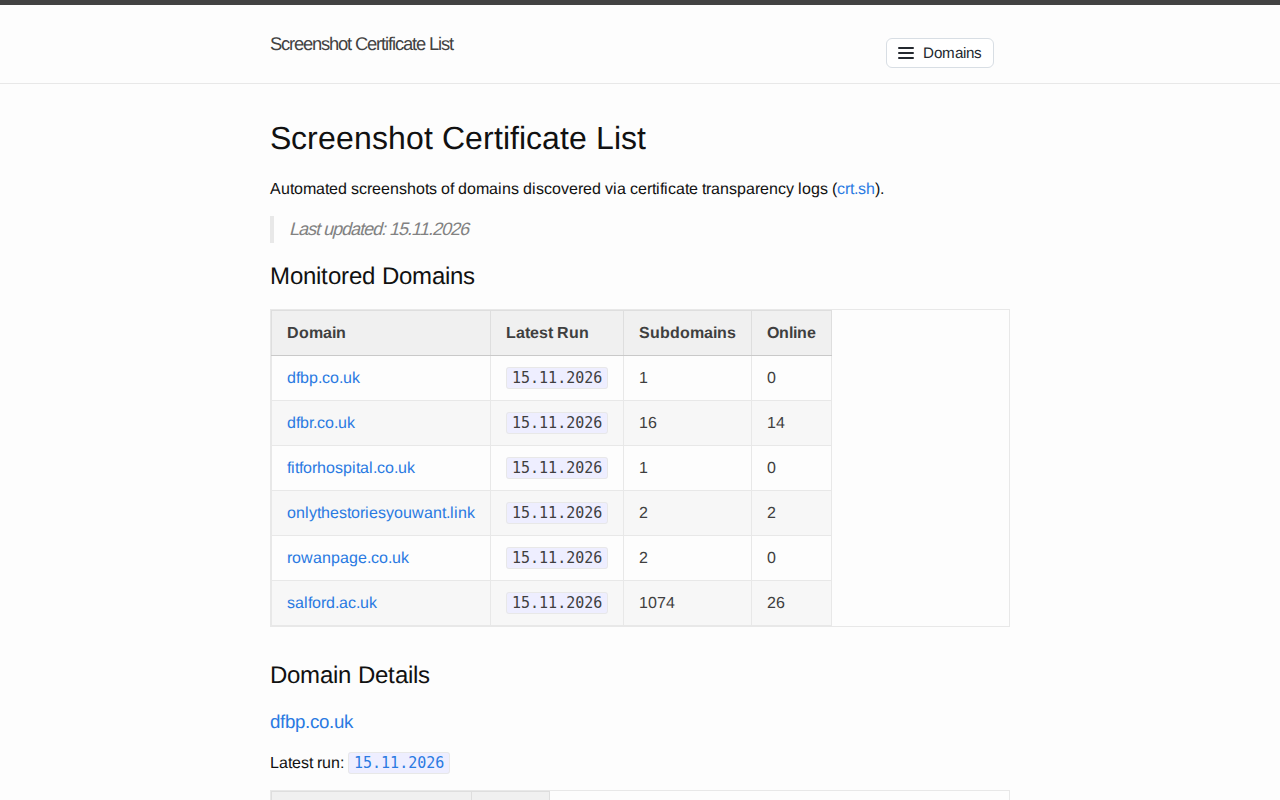 Screenshot Certificate List
Domains
Screenshot Certificate List
Automated screenshots of domains discovered via certificate transparency logs (crt.sh).
Last updated: 15.11.2026
Monitored Domains
Domain Latest Run Subdomains Online
dfbp.co.uk 15.11.2026 1 0
dfbr.co.uk 15.11.2026 16 14
fitforhospital.co.uk 15.11.2026 1 0
onlythestoriesyouwant.link 15.11.2026 2 2
rowanpage.co.uk 15.11.2026 2 0
salford.ac.uk 15.11.2026 1074 26
Domain Details
dfbp.co.uk
Latest run: 15.11.2026